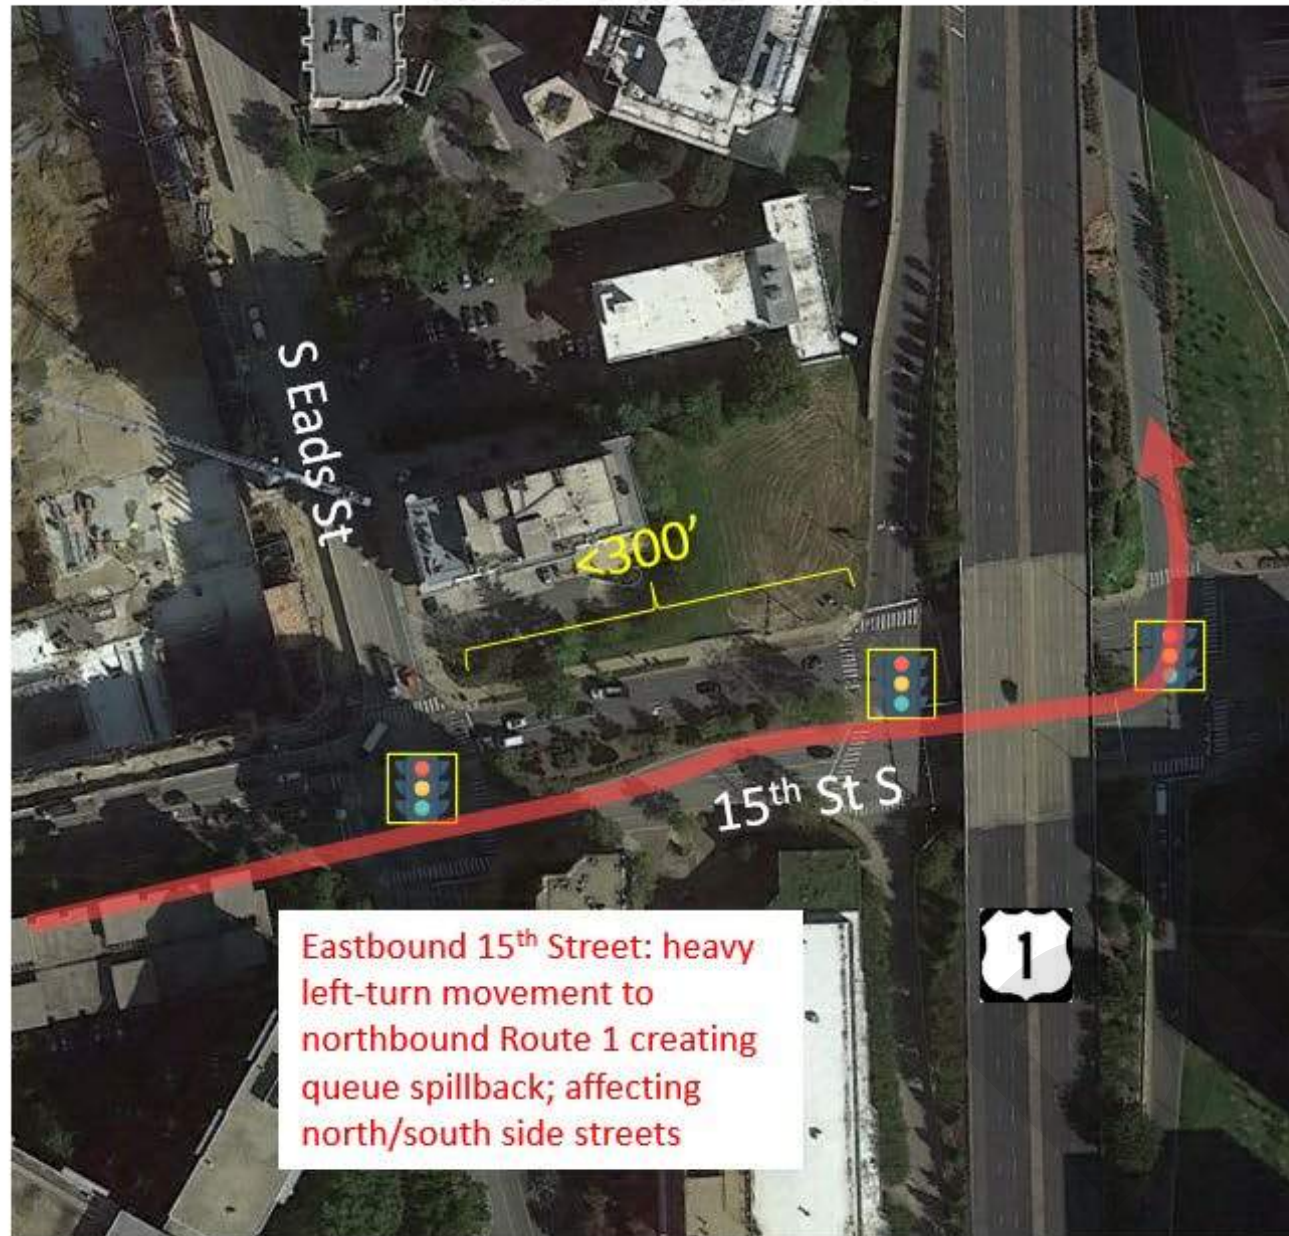 S Eads St
<300'
15th St S
1
Eastbound 15th Street: heavy
left-turn movement to
northbound Route 1 creating
queue spillback; affecting
north/south side streets